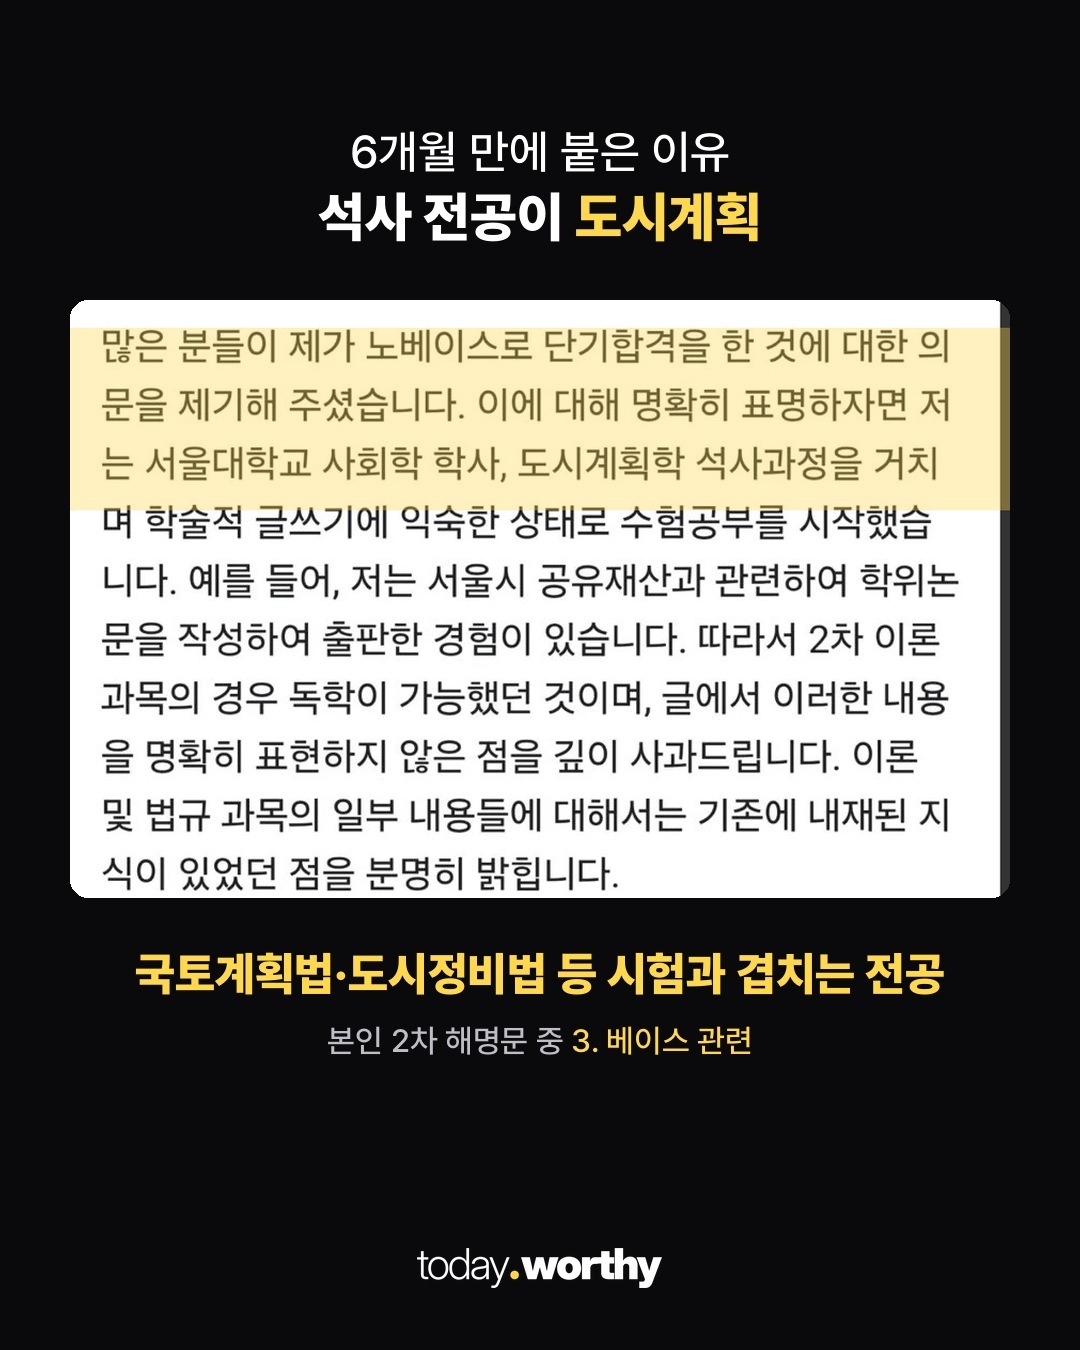 6개월 만에 붙은 이유
석사 전공이 도시계획
많은 분들이 제가 노베이스로 단기합격을 한 것에 대한 의
문을 제기해 주셨습니다. 이에 대해 명확히 표명하자면 저
는 서울대학교 사회학 학사, 도시계획학 석사과정을 거치
며 학술적 글쓰기에 익숙한 상태로 수험공부를 시작했습
니다. 예를 들어, 저는 서울시 공유재산과 관련하여 학위논
문을 작성하여 출판한 경험이 있습니다. 따라서 2차 이론
과목의 경우 독학이 가능했던 것이며, 글에서 이러한 내용
을 명확히 표현하지 않은 점을 깊이 사과드립니다. 이론
및 법규 과목의 일부 내용들에 대해서는 기존에 내재된 지
식이 있었던 점을 분명히 밝힙니다.
국토계획법·도시정비법 등 시험과 겹치는 전공
본인 2차 해명문 중 3. 베이스 관련
today.worthy